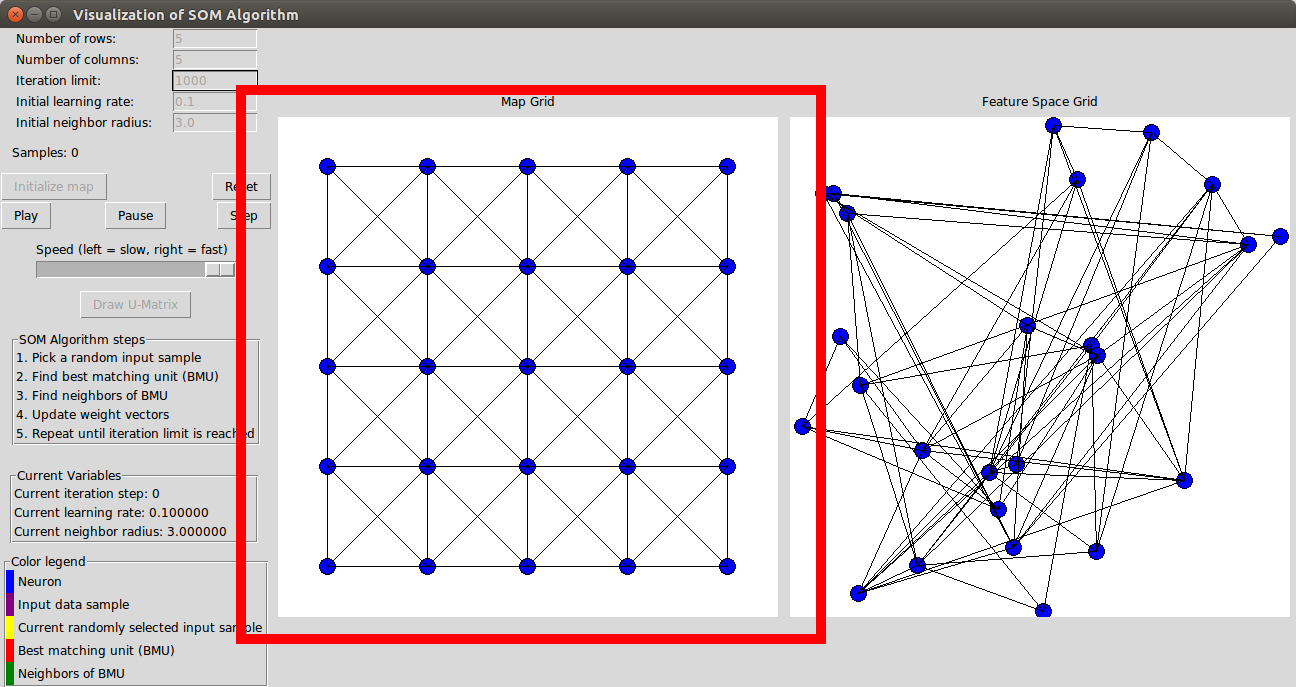 Visualization of SOM Algorithm
Number of rows: 5
Number of columns: 5
Iteration limit: 1000
Initial learning rate: 0.1
Initial neighbor radius: 3.0
Samples: 0
Initialize map
Reset
Play
Pause
Step
Speed (left = slow, right = fast)
Draw U-Matrix
SOM Algorithm steps
1. Pick a random input sample
2. Find best matching unit (BMU)
3. Find neighbors of BMU
4. Update weight vectors
5. Repeat until iteration limit is reached
Current Variables
Current iteration step: 0
Current learning rate: 0.100000
Current neighbor radius: 3.000000
Color legend
Neuron
Input data sample
Current randomly selected input sample
Best matching unit (BMU)
Neighbors of BMU
Map Grid
Feature Space Grid